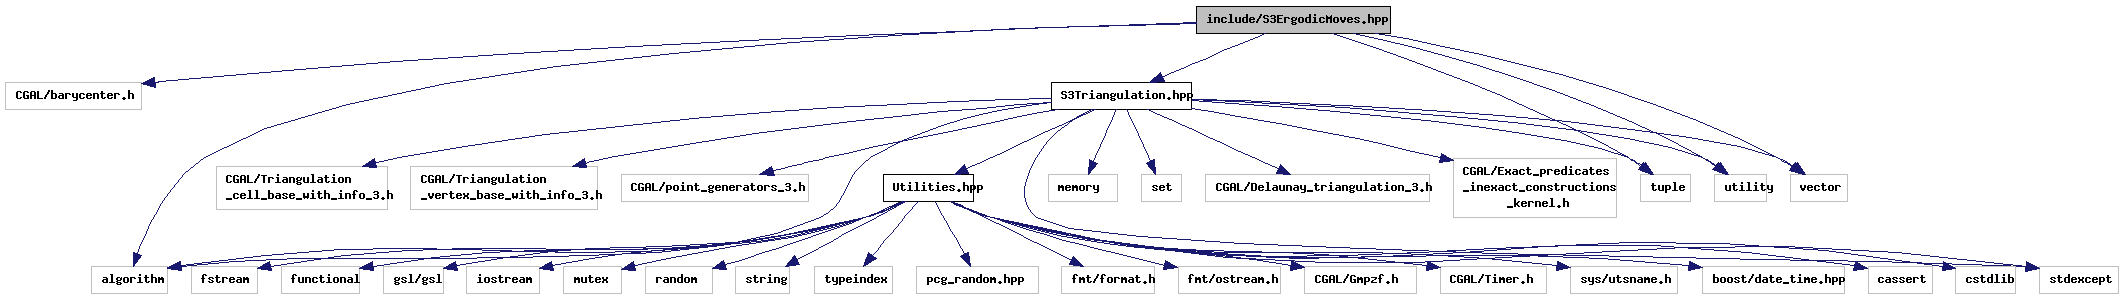 include/S3ErgodicMoves.hpp
CGAL/barycenter.h
S3Triangulation.hpp
CGAL/Triangulation
_cell_base_with_info_3.h
CGAL/Triangulation
_vertex_base_with_info_3.h
CGAL/point_generators_3.h
Utilities.hpp
memory
set
CGAL/Delaunay_triangulation_3.h
CGAL/Exact_predicates
_inexact_constructions
_kernel.h
tuple
utility
vector
algorithm
fstream
functional
gsl/gsl
iostream
mutex
random
string
typeindex
pcg_random.hpp
fmt/format.h
fmt/ostream.h
CGAL/Gmpzf.h
CGAL/Timer.h
sys/utsname.h
boost/date_time.hpp
cassert
cstdlib
stdexcept